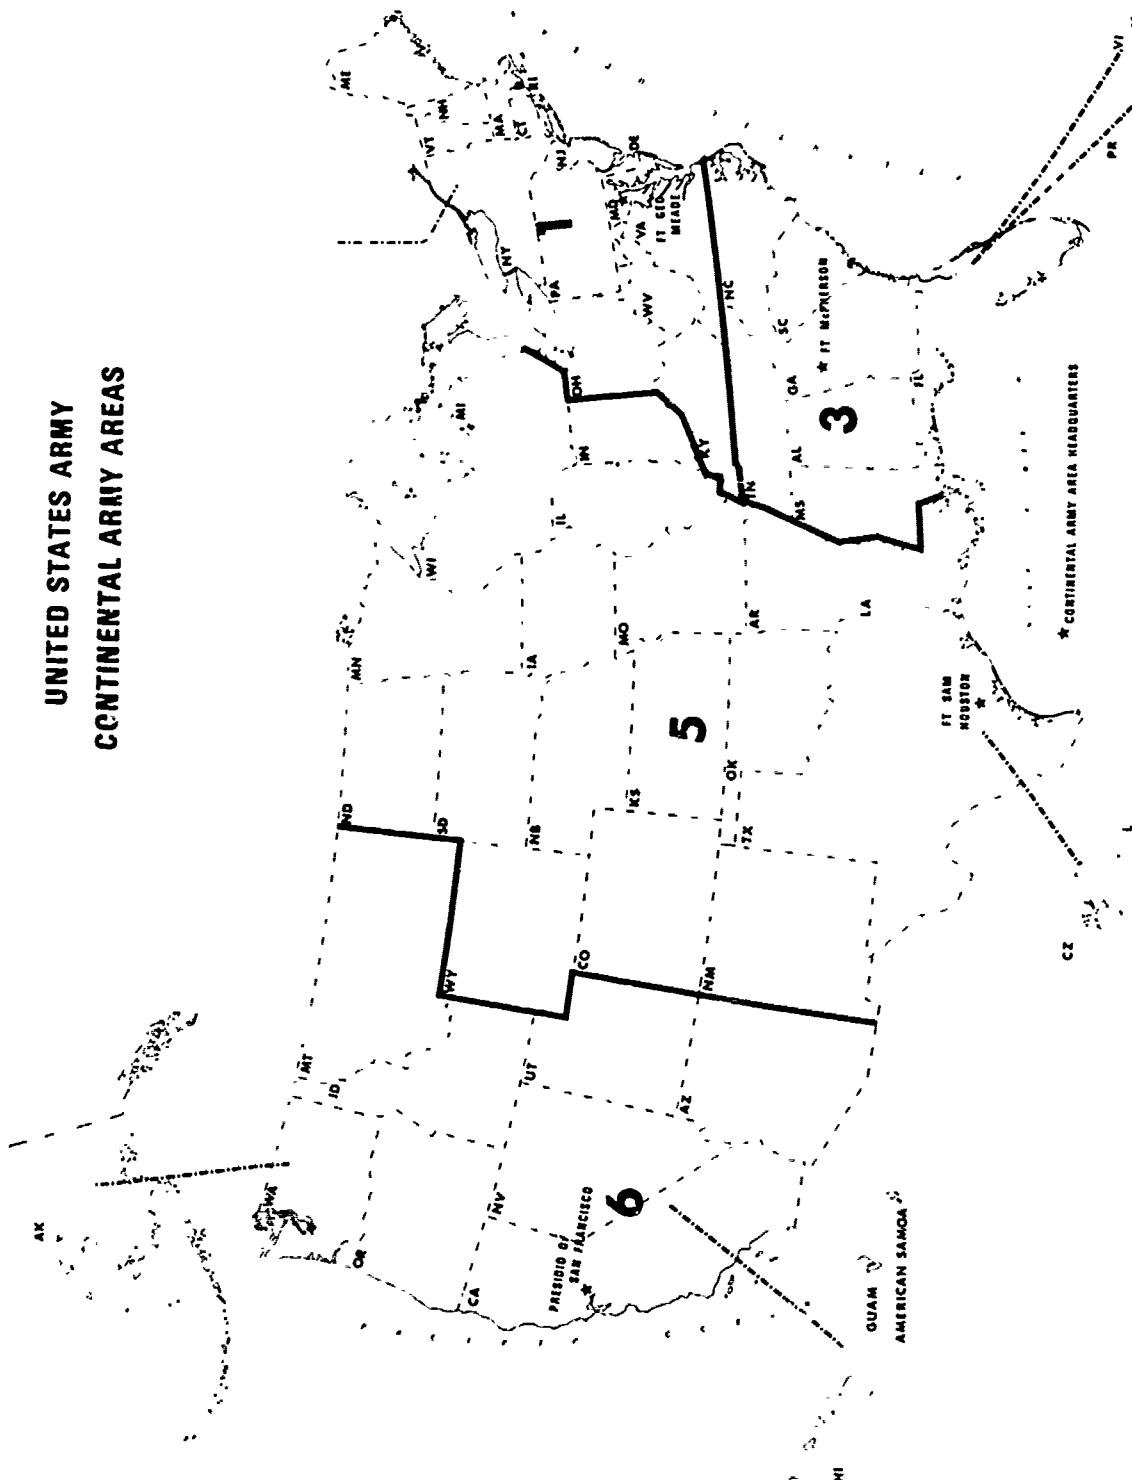 UNITED STATES ARMY
CONTINENTAL ARMY AREAS
AK
WA
MT
ID
OR
ND
MN
WI
MI
ME
VT
NH
MA
CT
RI
NY
SD
WY
NV
UT
CA
NB
IA
IL
IN
OH
PA
1
NJ
DE
MD
VA
WV
FT GEO
MEADE
CO
KS
MO
KY
AZ
NM
PRESIDIO OF
SAN FRANCISCO
6
5
OK
TX
AR
TN
NC
SC
MS
AL
GA
FT McPHERSON
3
FL
LA
FT SAM
HOUSTON
GUAM
AMERICAN SAMOA
HI
CZ
PR
VI
CONTINENTAL ARMY AREA HEADQUARTERS